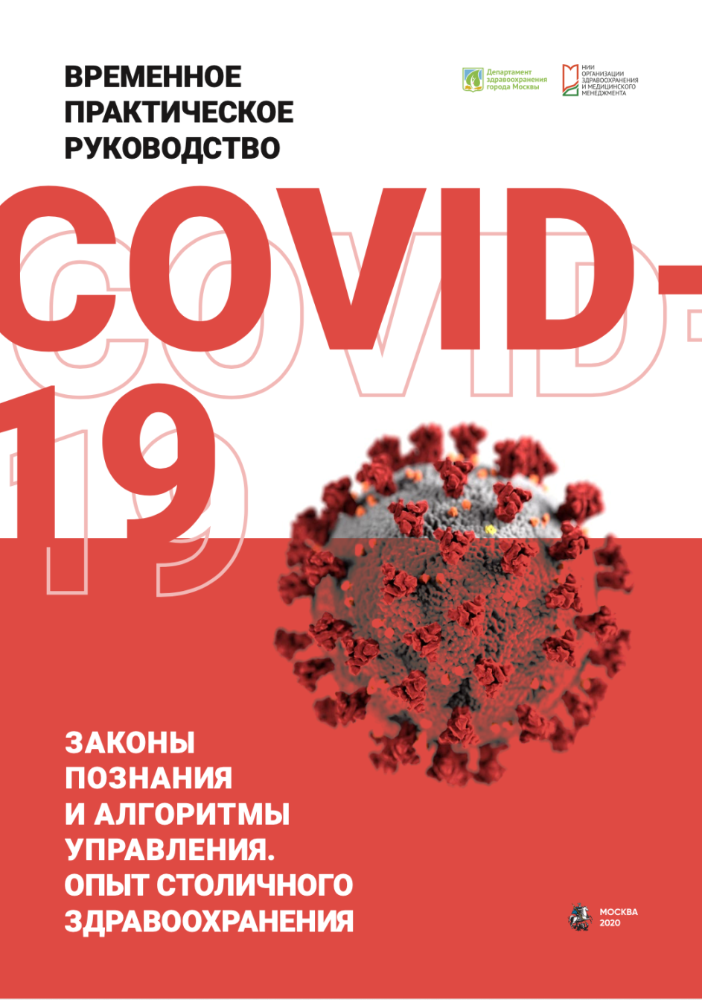 ВРЕМЕННОЕ
ПРАКТИЧЕСКОЕ
РУКОВОДСТВО
Департамент
здравоохранения
города Москвы
НИИ
ОРГАНИЗАЦИИ
ЗДРАВООХРАНЕНИЯ
И МЕДИЦИНСКОГО
МЕНЕДЖМЕНТА
COVID-
19
ЗАКОНЫ
ПОЗНАНИЯ
И АЛГОРИТМЫ
УПРАВЛЕНИЯ.
ОПЫТ СТОЛИЧНОГО
ЗДРАВООХРАНЕНИЯ
МОСКВА
2020